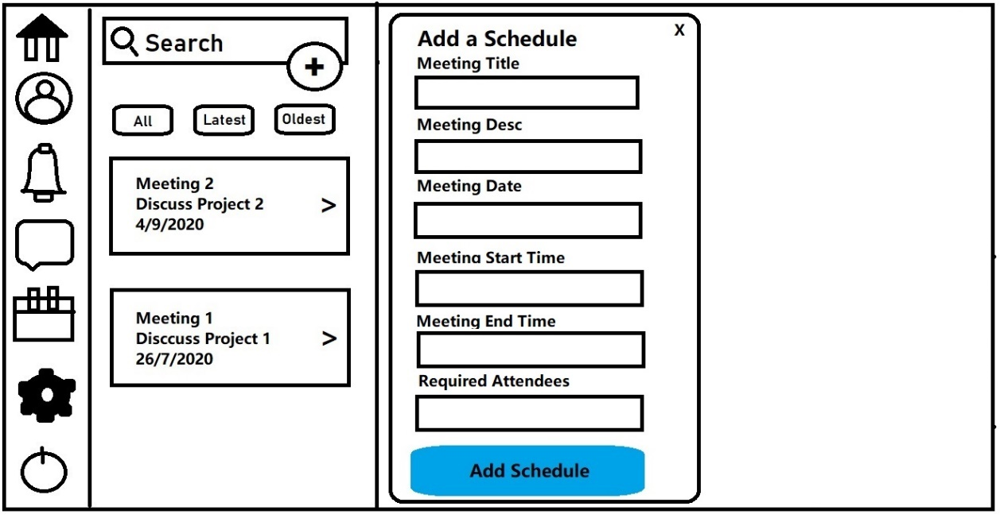 Search
+
All
Latest
Oldest
Meeting 2
Discuss Project 2
4/9/2020
>
Meeting 1
Disccuss Project 1
26/7/2020
>
Add a Schedule
X
Meeting Title
Meeting Desc
Meeting Date
Meeting Start Time
Meeting End Time
Required Attendees
Add Schedule